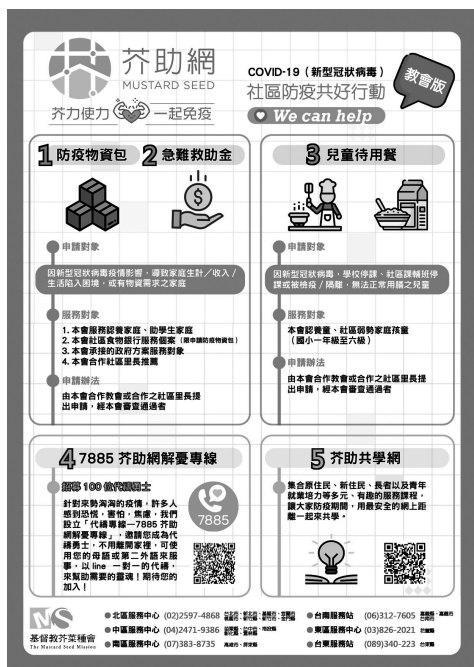 芥助網
MUSTARD SEED
芥力使力 一起免疫
COVID-19（新型冠狀病毒）
社區防疫共好行動
We can help
教會版
1 防疫物資包 2 急難救助金
申請對象
因新型冠狀病毒疫情影響，導致家庭生計／收入／
生活陷入困境，或有物資需求之家庭
服務對象
1. 本會服務認養家庭、助學生家庭
2. 本會社區食物銀行服務個案（限申請防疫物資包）
3. 本會承接的政府方案服務對象
4. 本會合作社區里長推薦
申請辦法
由本會合作教會或合作之社區里長提
出申請，經本會審查通過者
3 兒童待用餐
申請對象
因新型冠狀病毒，學校停課、社區課輔班停
課或被檢疫／隔離，無法正常用膳之兒童
服務對象
本會認養童、社區弱勢家庭孩童
（國小一年級至六級）
申請辦法
由本會合作教會或合作之社區里長提
出申請，經本會審查通過者
4 7885 芥助網解憂專線
招募 100 位代禱勇士
針對來勢洶洶的疫情，許多人
感到恐慌，害怕，焦慮，我們
設立「代禱專線—7885 芥助
網解憂專線」，邀請您成為代
禱勇士，不用離開家裡，可使
用您的母語或第二外語來服
事，以 line 一對一的代禱，
來幫助需要的靈魂！期待您的
加入！
7885
5 芥助共學網
集合原住民、新住民、長者以及青年
就業培力等多元、有趣的服務課程，
讓大家防疫期間，用最安全的網上距
離一起來共學。
基督教芥菜種會
The Mustard Seed Mission
北區服務中心 (02)2597-4868
中區服務中心 (04)2471-9386
南區服務中心 (07)383-8735 高雄市、屏東縣
台南服務站 (06)312-7605
東區服務中心 (03)826-2021 花蓮縣
台東服務站 (089)340-223 台東縣